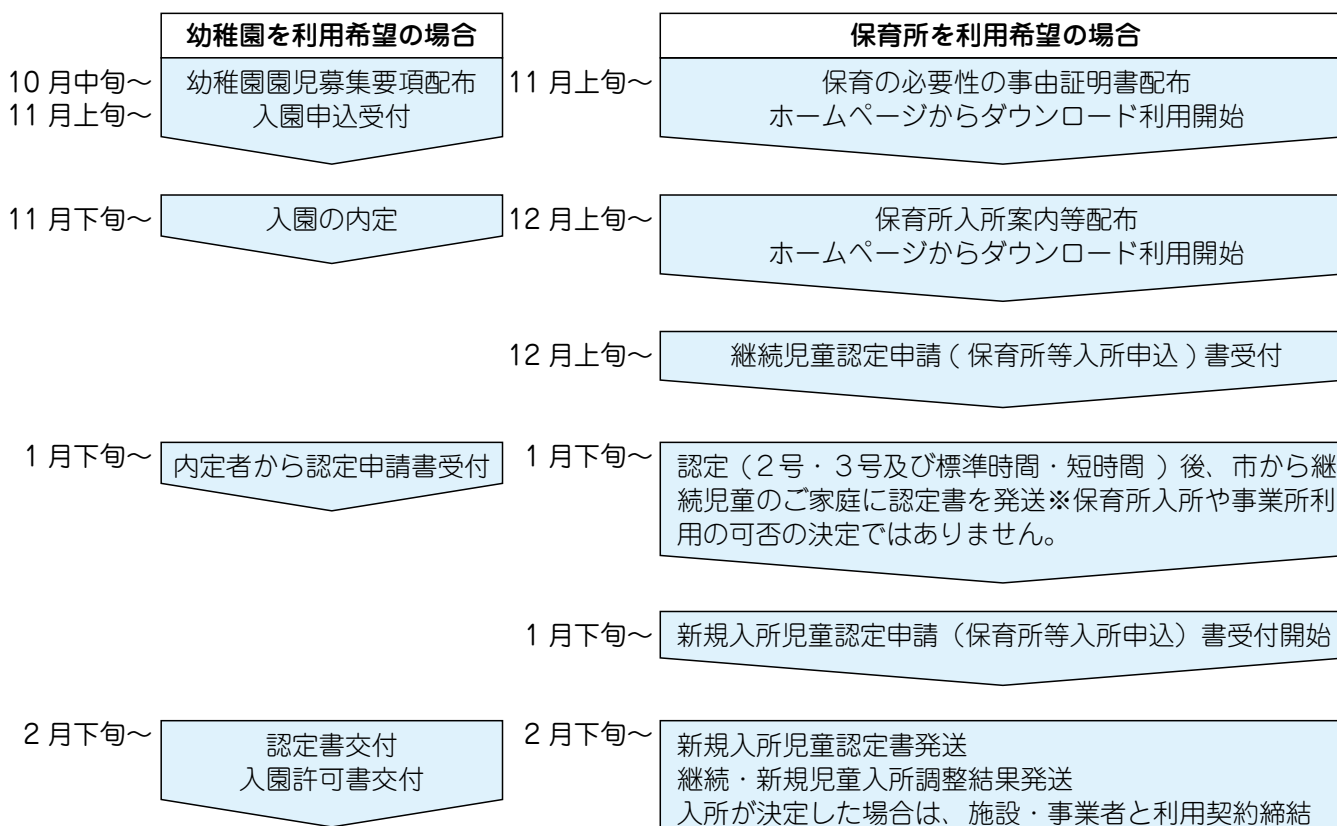 幼稚園を利用希望の場合
10月中旬～
11月上旬～
幼稚園園児募集要項配布
入園申込受付
11月下旬～
入園の内定
1月下旬～
内定者から認定申請書受付
2月下旬～
認定書交付
入園許可書交付
保育所を利用希望の場合
11月上旬～
保育の必要性の事由証明書配布
ホームページからダウンロード利用開始
12月上旬～
保育所入所案内等配布
ホームページからダウンロード利用開始
12月上旬～
継続児童認定申請(保育所等入所申込)書受付
1月下旬～
認定（２号・３号及び標準時間・短時間 ）後、市から継
続児童のご家庭に認定書を発送※保育所入所や事業所利
用の可否の決定ではありません。
1月下旬～
新規入所児童認定申請（保育所等入所申込）書受付開始
2月下旬～
新規入所児童認定書発送
継続・新規児童入所調整結果発送
入所が決定した場合は、施設・事業者と利用契約締結